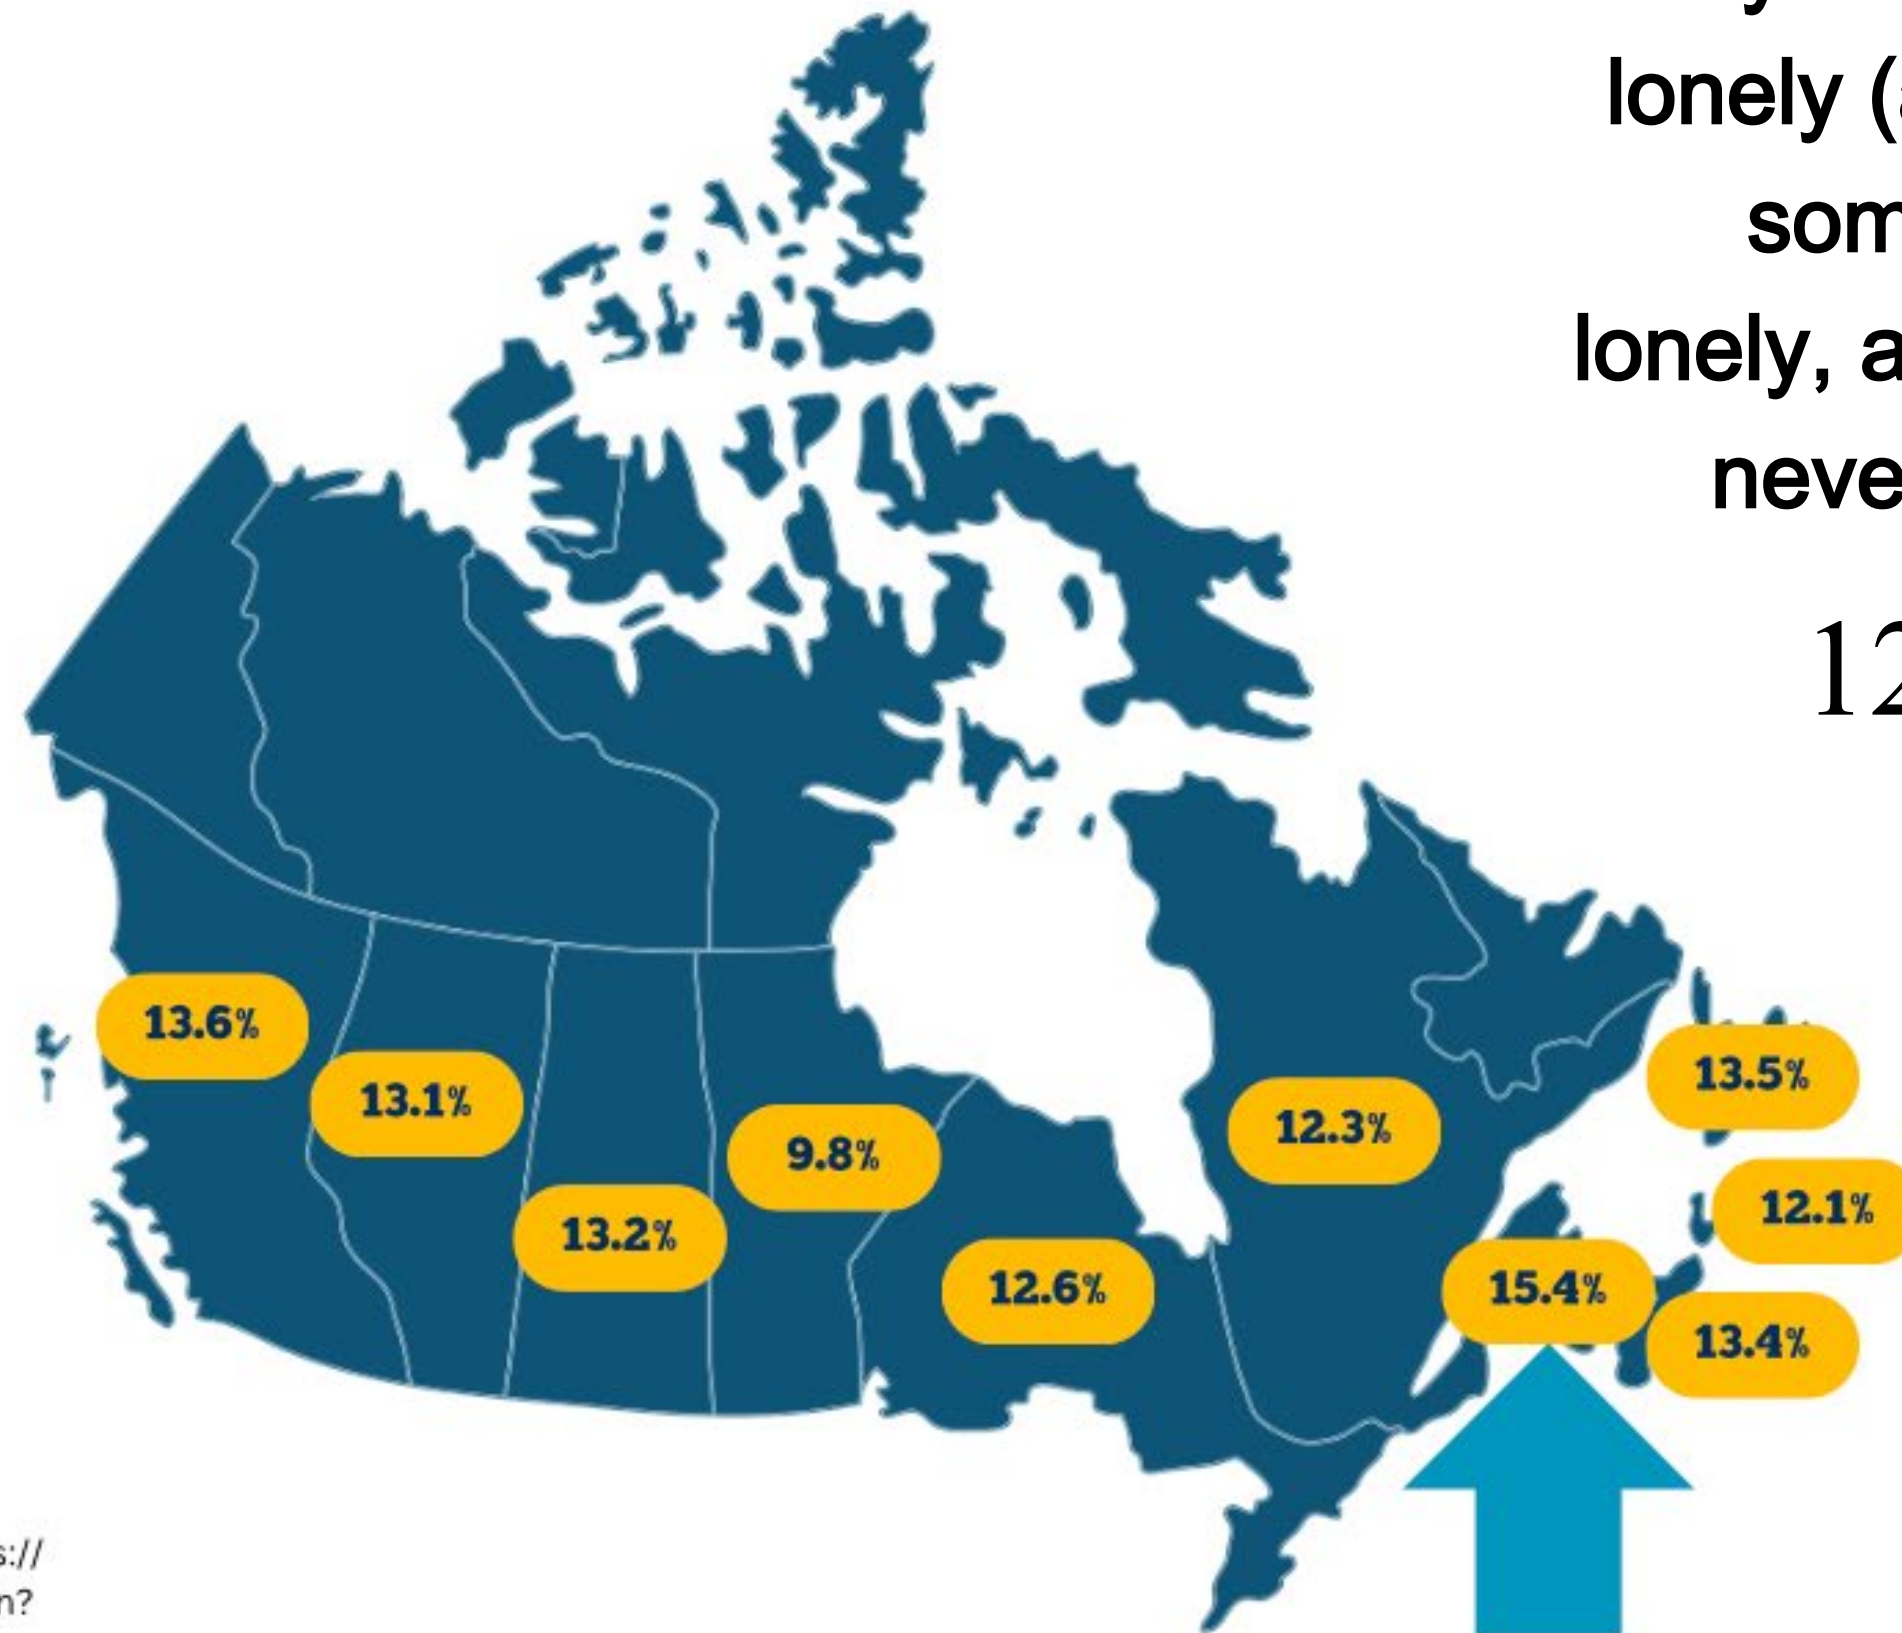 lonely (
som
lonely, a
neve
12
13.6%
13.1%
13.2%
9.8%
12.6%
12.3%
13.5%
12.1%
15.4%
13.4%
s://
n?